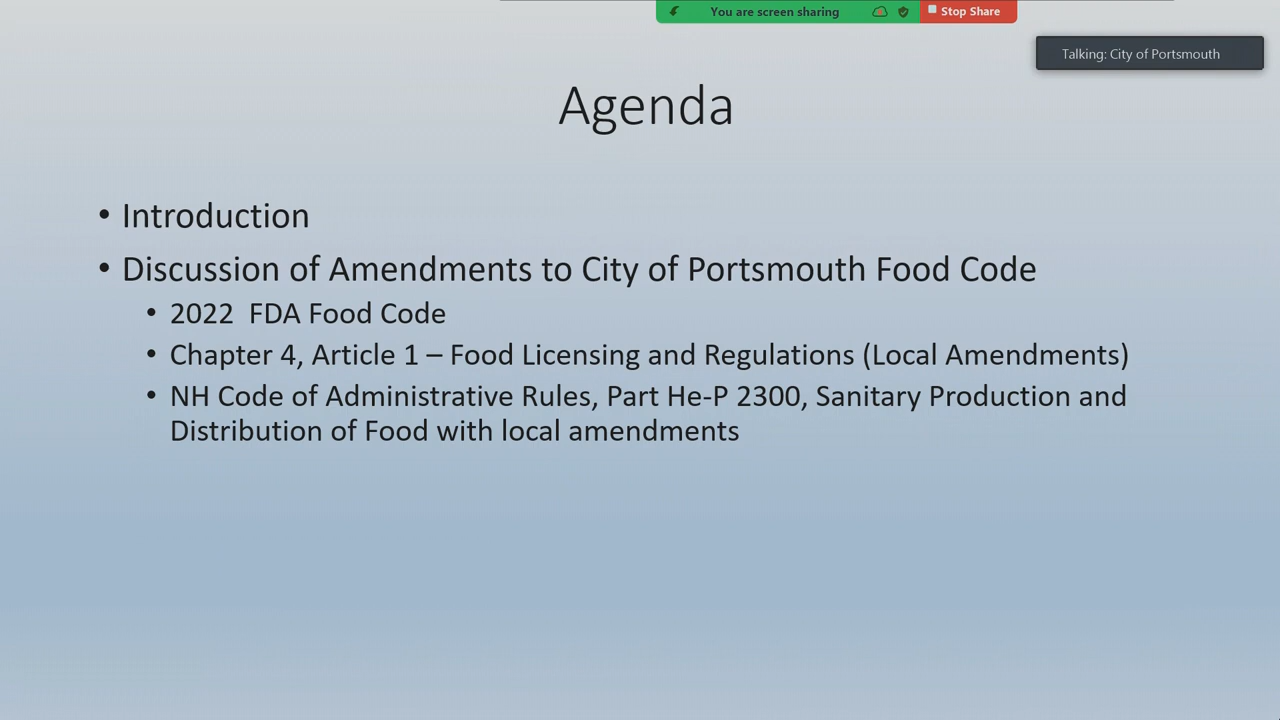 You are screen sharing
Stop Share
Talking: City of Portsmouth
Agenda
• Introduction
• Discussion of Amendments to City of Portsmouth Food Code
• 2022  FDA Food Code
• Chapter 4, Article 1 – Food Licensing and Regulations (Local Amendments)
• NH Code of Administrative Rules, Part He-P 2300, Sanitary Production and
Distribution of Food with local amendments